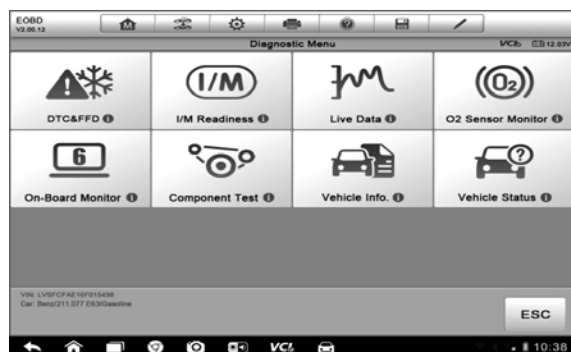 EOBD
V2.00.12
Diagnostic Menu
VCI 12.03V
I/M
O2
DTC&FFD
I/M Readiness
Live Data
O2 Sensor Monitor
6
On-Board Monitor
Component Test
Vehicle Info.
Vehicle Status
Car: Benz/211.077 E63/Gasoline
ESC
VCI
10:38